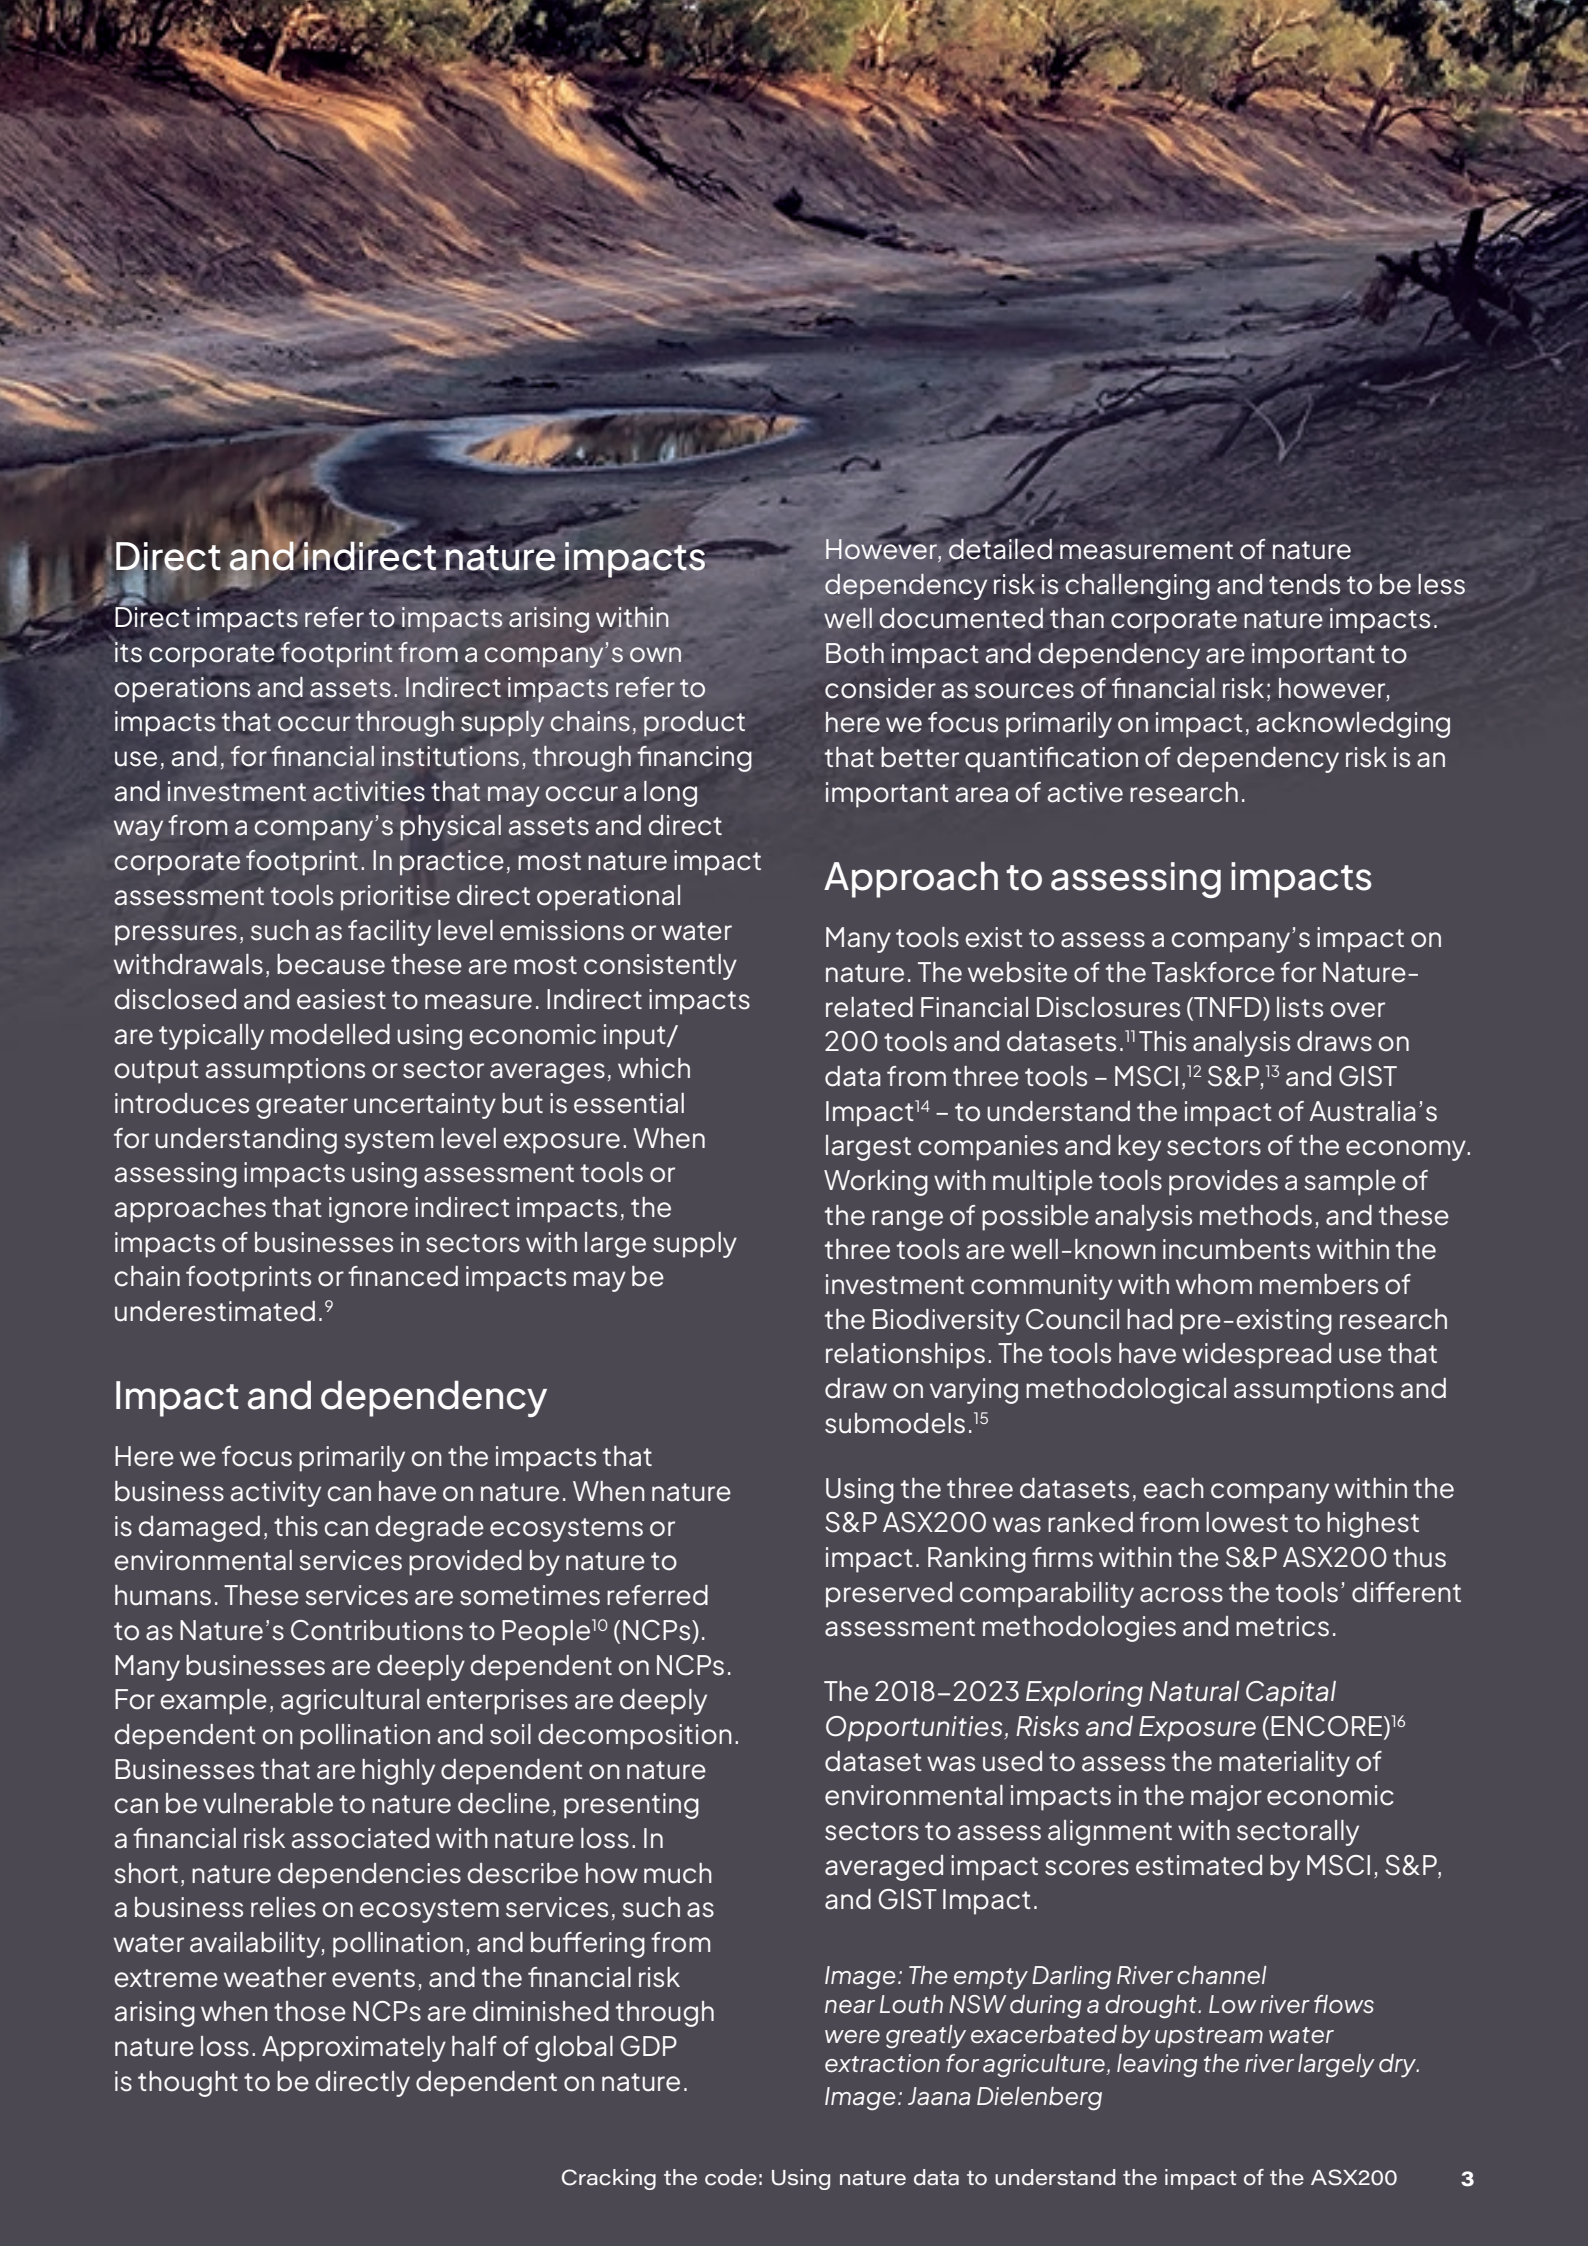 Direct and indirect nature impacts
Direct impacts refer to impacts arising within
its corporate footprint from a company’s own
operations and assets. Indirect impacts refer to
impacts that occur through supply chains, product
use, and, for financial institutions, through financing
and investment activities that may occur a long
way from a company’s physical assets and direct
corporate footprint. In practice, most nature impact
assessment tools prioritise direct operational
pressures, such as facility level emissions or water
withdrawals, because these are most consistently
disclosed and easiest to measure. Indirect impacts
are typically modelled using economic input/
output assumptions or sector averages, which
introduces greater uncertainty but is essential
for understanding system level exposure. When
assessing impacts using assessment tools or
approaches that ignore indirect impacts, the
impacts of businesses in sectors with large supply
chain footprints or financed impacts may be
underestimated.⁹
Impact and dependency
Here we focus primarily on the impacts that
business activity can have on nature. When nature
is damaged, this can degrade ecosystems or
environmental services provided by nature to
humans. These services are sometimes referred
to as Nature’s Contributions to People¹⁰ (NCPs).
Many businesses are deeply dependent on NCPs.
For example, agricultural enterprises are deeply
dependent on pollination and soil decomposition.
Businesses that are highly dependent on nature
can be vulnerable to nature decline, presenting
a financial risk associated with nature loss. In
short, nature dependencies describe how much
a business relies on ecosystem services, such as
water availability, pollination, and buffering from
extreme weather events, and the financial risk
arising when those NCPs are diminished through
nature loss. Approximately half of global GDP
is thought to be directly dependent on nature.
However, detailed measurement of nature
dependency risk is challenging and tends to be less
well documented than corporate nature impacts.
Both impact and dependency are important to
consider as sources of financial risk; however,
here we focus primarily on impact, acknowledging
that better quantification of dependency risk is an
important area of active research.
Approach to assessing impacts
Many tools exist to assess a company’s impact on
nature. The website of the Taskforce for Nature-
related Financial Disclosures (TNFD) lists over
200 tools and datasets.¹¹ This analysis draws on
data from three tools – MSCI,¹² S&P,¹³ and GIST
Impact¹⁴ – to understand the impact of Australia’s
largest companies and key sectors of the economy.
Working with multiple tools provides a sample of
the range of possible analysis methods, and these
three tools are well-known incumbents within the
investment community with whom members of
the Biodiversity Council had pre-existing research
relationships. The tools have widespread use that
draw on varying methodological assumptions and
submodels.¹⁵
Using the three datasets, each company within the
S&P ASX200 was ranked from lowest to highest
impact. Ranking firms within the S&P ASX200 thus
preserved comparability across the tools’ different
assessment methodologies and metrics.
The 2018–2023 Exploring Natural Capital
Opportunities, Risks and Exposure (ENCORE)¹⁶
dataset was used to assess the materiality of
environmental impacts in the major economic
sectors to assess alignment with sectorally
averaged impact scores estimated by MSCI, S&P,
and GIST Impact.
Image: The empty Darling River channel
near Louth NSW during a drought. Low river flows
were greatly exacerbated by upstream water
extraction for agriculture, leaving the river largely dry.
Image: Jaana Dielenberg
Cracking the code: Using nature data to understand the impact of the ASX200 3